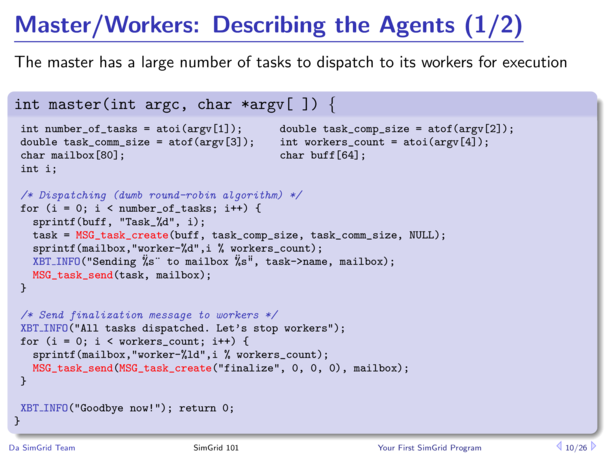 Master/Workers: Describing the Agents (1/2)
The master has a large number of tasks to dispatch to its workers for execution
int master(int argc, char *argv[ ]) {
int number_of_tasks = atoi(argv[1]);      double task_comp_size = atof(argv[2]);
double task_comm_size = atof(argv[3]);    int workers_count = atoi(argv[4]);
char mailbox[80];                         char buff[64];
int i;
/* Dispatching (dumb round-robin algorithm) */
for (i = 0; i < number_of_tasks; i++) {
  sprintf(buff, "Task_%d", i);
  task = MSG_task_create(buff, task_comp_size, task_comm_size, NULL);
  sprintf(mailbox,"worker-%d",i % workers_count);
  XBT_INFO("Sending %̈s¨ to mailbox %̈s̈", task->name, mailbox);
  MSG_task_send(task, mailbox);
}
/* Send finalization message to workers */
XBT_INFO("All tasks dispatched. Let's stop workers");
for (i = 0; i < workers_count; i++) {
  sprintf(mailbox,"worker-%ld",i % workers_count);
  MSG_task_send(MSG_task_create("finalize", 0, 0, 0), mailbox);
}
XBT_INFO("Goodbye now!"); return 0;
}
Da SimGrid Team    SimGrid 101    Your First SimGrid Program    10/26